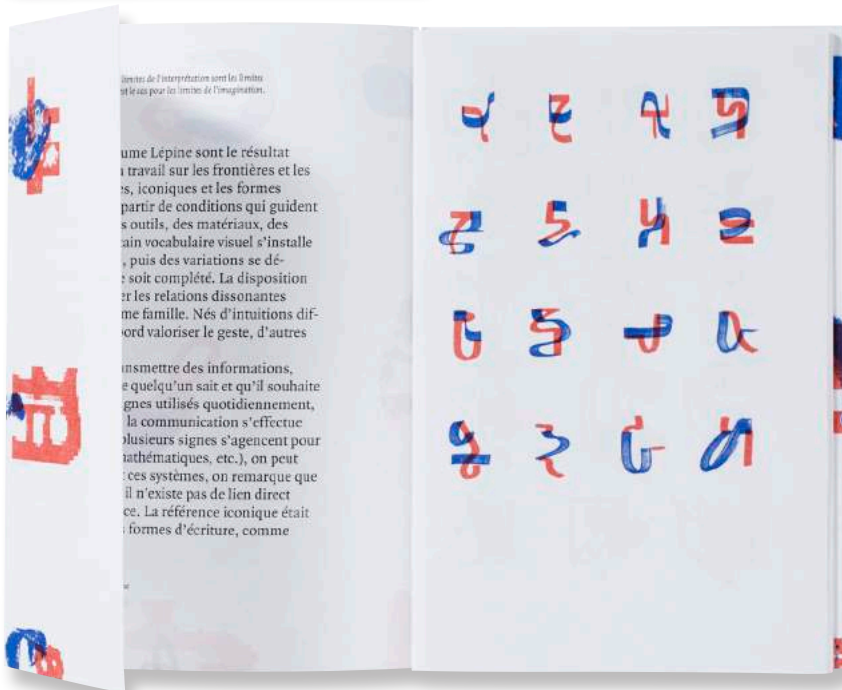 limites de l'interprétation sont les limites
le cas pour les limites de l'imagination.
ume Lépine sont le résultat
travail sur les frontières et les
es, iconiques et les formes
partir de conditions qui guident
s outils, des matériaux, des
tain vocabulaire visuel s'installe
, puis des variations se dé-
soit complété. La disposition
er les relations dissonantes
me famille. Nés d'intuitions dif-
bord valoriser le geste, d'autres
nsmettre des informations,
e quelqu'un sait et qu'il souhaite
ignes utilisés quotidiennement,
la communication s'effectue
plusieurs signes s'agencent pour
athématiques, etc.), on peut
ces systèmes, on remarque que
il n'existe pas de lien direct
ce. La référence iconique était
formes d'écriture, comme